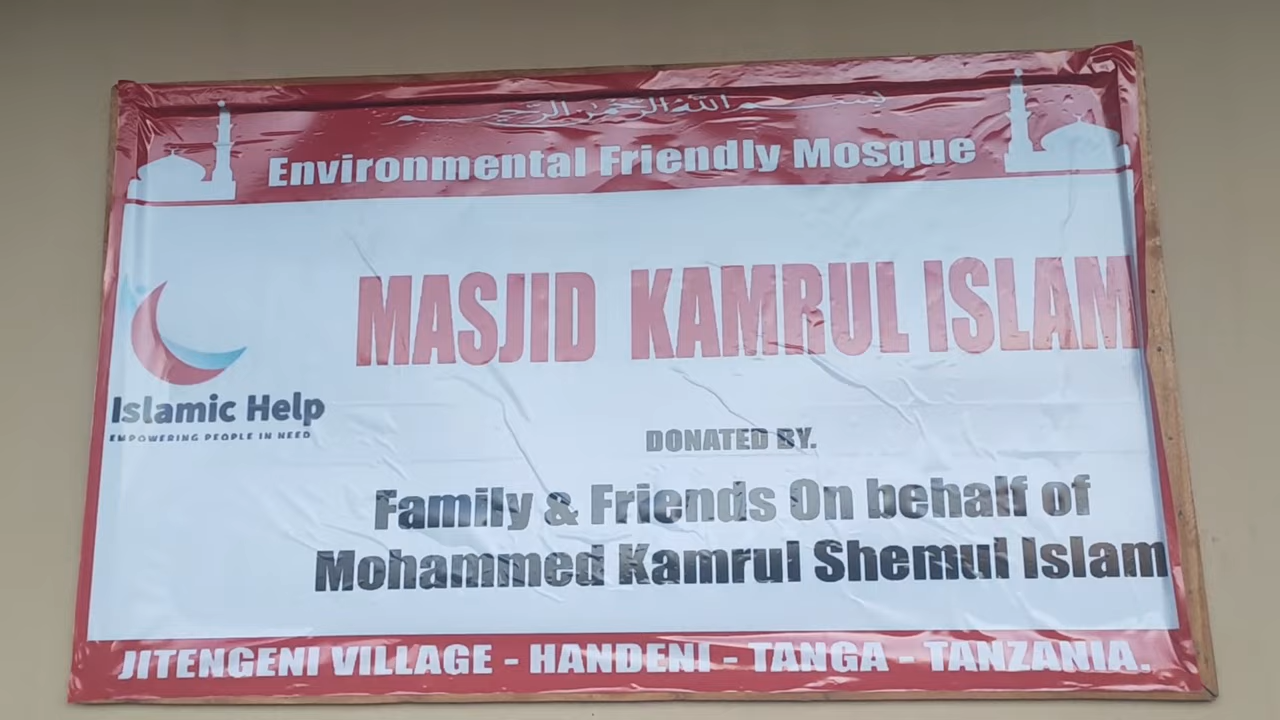 بسم الله الرحمن الرحيم
Environmental Friendly Mosque
MASJID KAMRUL ISLAM
Islamic Help
EMPOWERING PEOPLE IN NEED
DONATED BY.
Family & Friends On behalf of
Mohammed Kamrul Shemul Islam
JITENGENI VILLAGE - HANDENI - TANGA - TANZANIA.